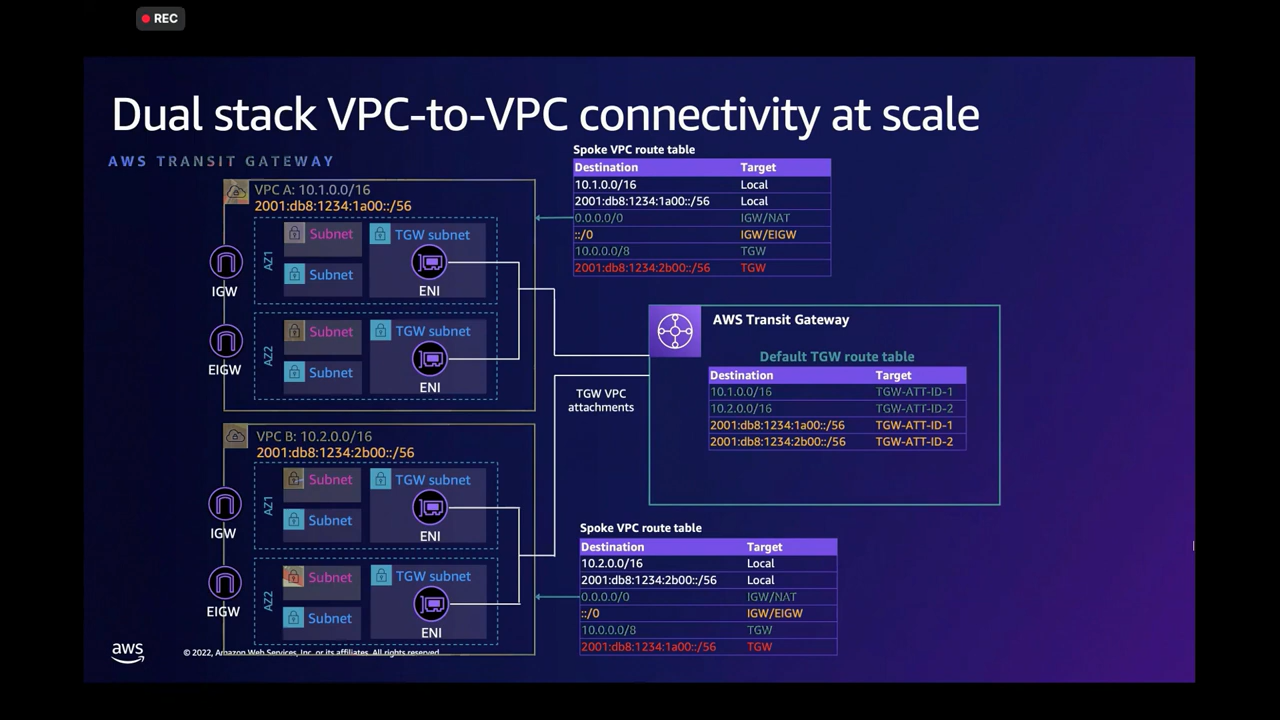 REC
Dual stack VPC-to-VPC connectivity at scale
AWS TRANSIT GATEWAY
VPC A: 10.1.0.0/16
2001:db8:1234:1a00::/56
AZ1
Subnet
TGW subnet
Subnet
ENI
IGW
AZ2
Subnet
TGW subnet
Subnet
ENI
EIGW
VPC B: 10.2.0.0/16
2001:db8:1234:2b00::/56
AZ1
Subnet
TGW subnet
Subnet
ENI
IGW
AZ2
Subnet
TGW subnet
Subnet
ENI
EIGW
Spoke VPC route table
Destination Target
10.1.0.0/16 Local
2001:db8:1234:1a00::/56 Local
0.0.0.0/0 IGW/NAT
::/0 IGW/EIGW
10.0.0.0/8 TGW
2001:db8:1234:2b00::/56 TGW
TGW VPC
attachments
AWS Transit Gateway
Default TGW route table
Destination Target
10.1.0.0/16 TGW-ATT-ID-1
10.2.0.0/16 TGW-ATT-ID-2
2001:db8:1234:1a00::/56 TGW-ATT-ID-1
2001:db8:1234:2b00::/56 TGW-ATT-ID-2
Spoke VPC route table
Destination Target
10.2.0.0/16 Local
2001:db8:1234:2b00::/56 Local
0.0.0.0/0 IGW/NAT
::/0 IGW/EIGW
10.0.0.0/8 TGW
2001:db8:1234:1a00::/56 TGW
aws
© 2022, Amazon Web Services, Inc. or its affiliates. All rights reserved.